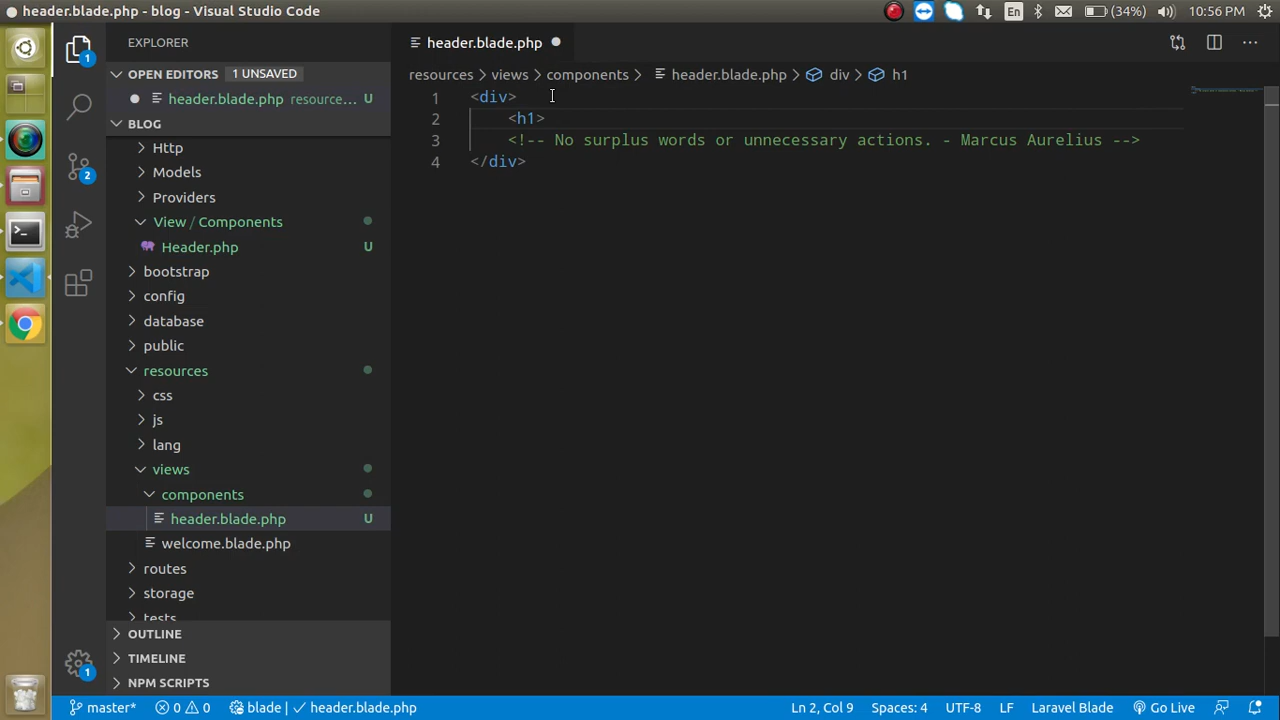 header.blade.php - blog - Visual Studio Code
En
(34%)
10:56 PM
EXPLORER
OPEN EDITORS
1 UNSAVED
header.blade.php resource... U
BLOG
Http
Models
Providers
View / Components
Header.php U
bootstrap
config
database
public
resources
css
js
lang
views
components
header.blade.php U
welcome.blade.php
routes
storage
tests
OUTLINE
TIMELINE
NPM SCRIPTS
1
2
1
header.blade.php
resources > views > components > header.blade.php > div > h1
1 <div>
2 <h1>
3 <!-- No surplus words or unnecessary actions. - Marcus Aurelius -->
4 </div>
master* 0 0 blade | ✓ header.blade.php Ln 2, Col 9 Spaces: 4 UTF-8 LF Laravel Blade Go Live